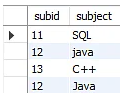 subid subject
11 SQL
12 java
13 C++
12 Java